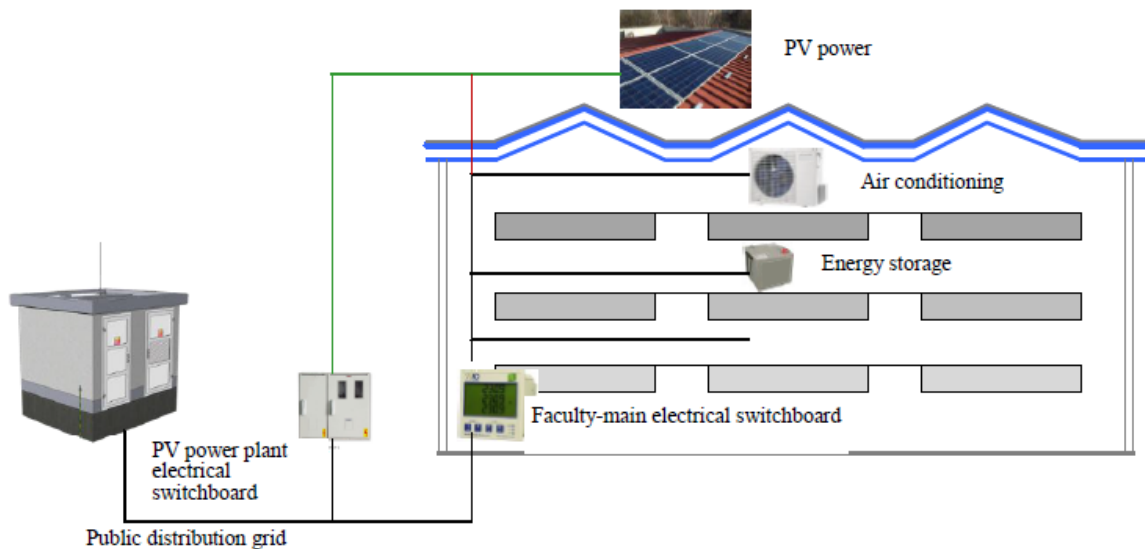 PV power
Air conditioning
Energy storage
Faculty-main electrical switchboard
PV power plant
electrical
switchboard
Public distribution grid